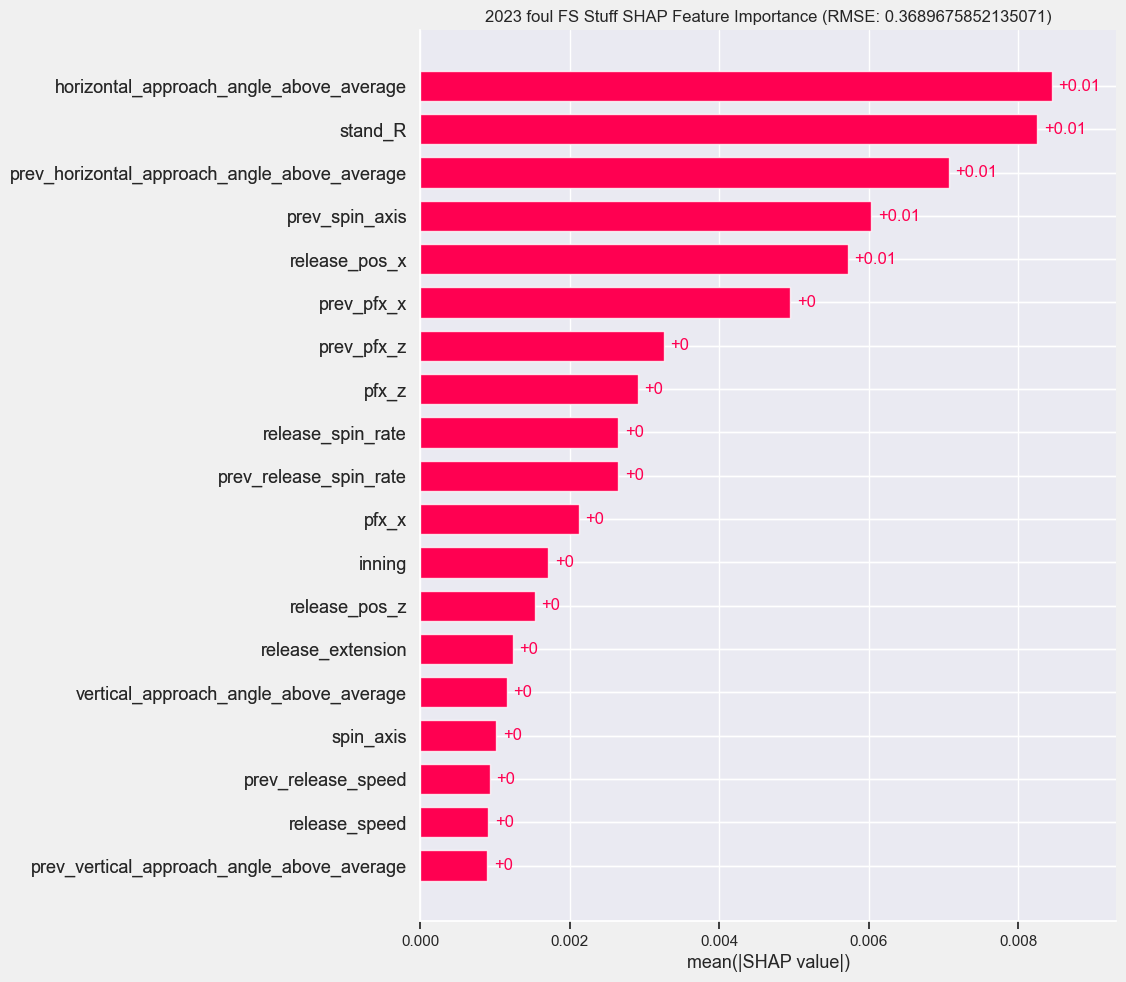 2023 foul FS Stuff SHAP Feature Importance (RMSE: 0.3689675852135071)
horizontal_approach_angle_above_average +0.01
stand_R +0.01
prev_horizontal_approach_angle_above_average +0.01
prev_spin_axis +0.01
release_pos_x +0.01
prev_pfx_x +0
prev_pfx_z +0
pfx_z +0
release_spin_rate +0
prev_release_spin_rate +0
pfx_x +0
inning +0
release_pos_z +0
release_extension +0
vertical_approach_angle_above_average +0
spin_axis +0
prev_release_speed +0
release_speed +0
prev_vertical_approach_angle_above_average +0
0.000 0.002 0.004 0.006 0.008
mean(|SHAP value|)